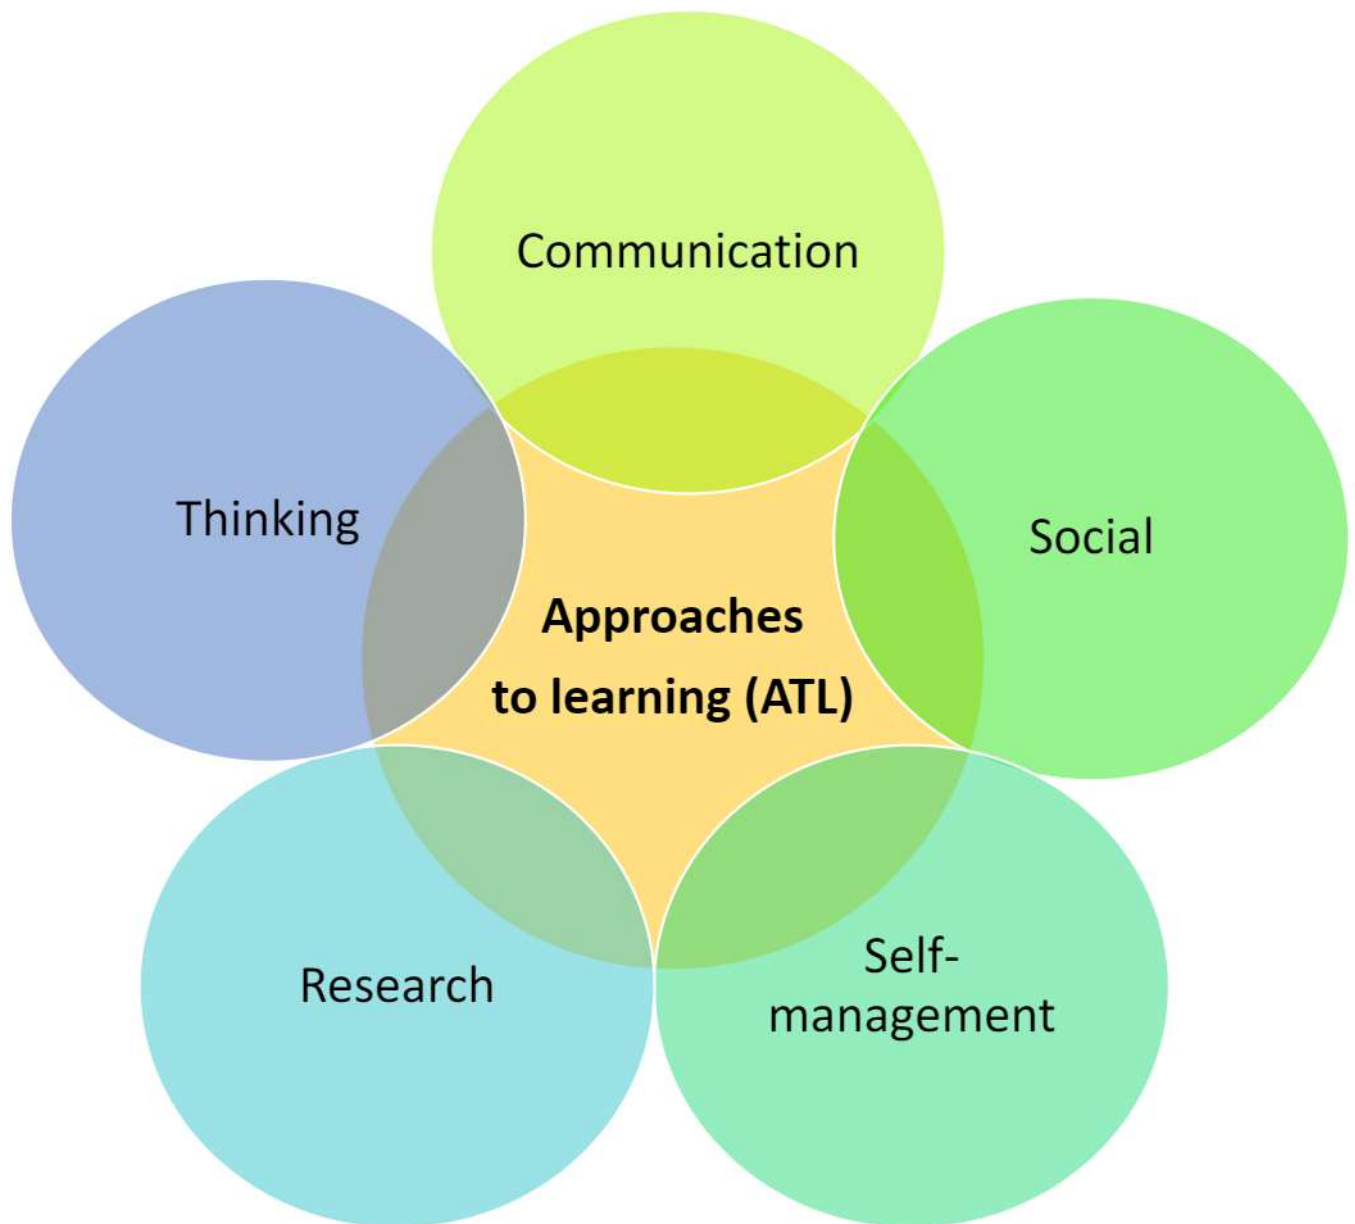 Communication
Thinking
Social
Approaches
to learning (ATL)
Research
Self-
management